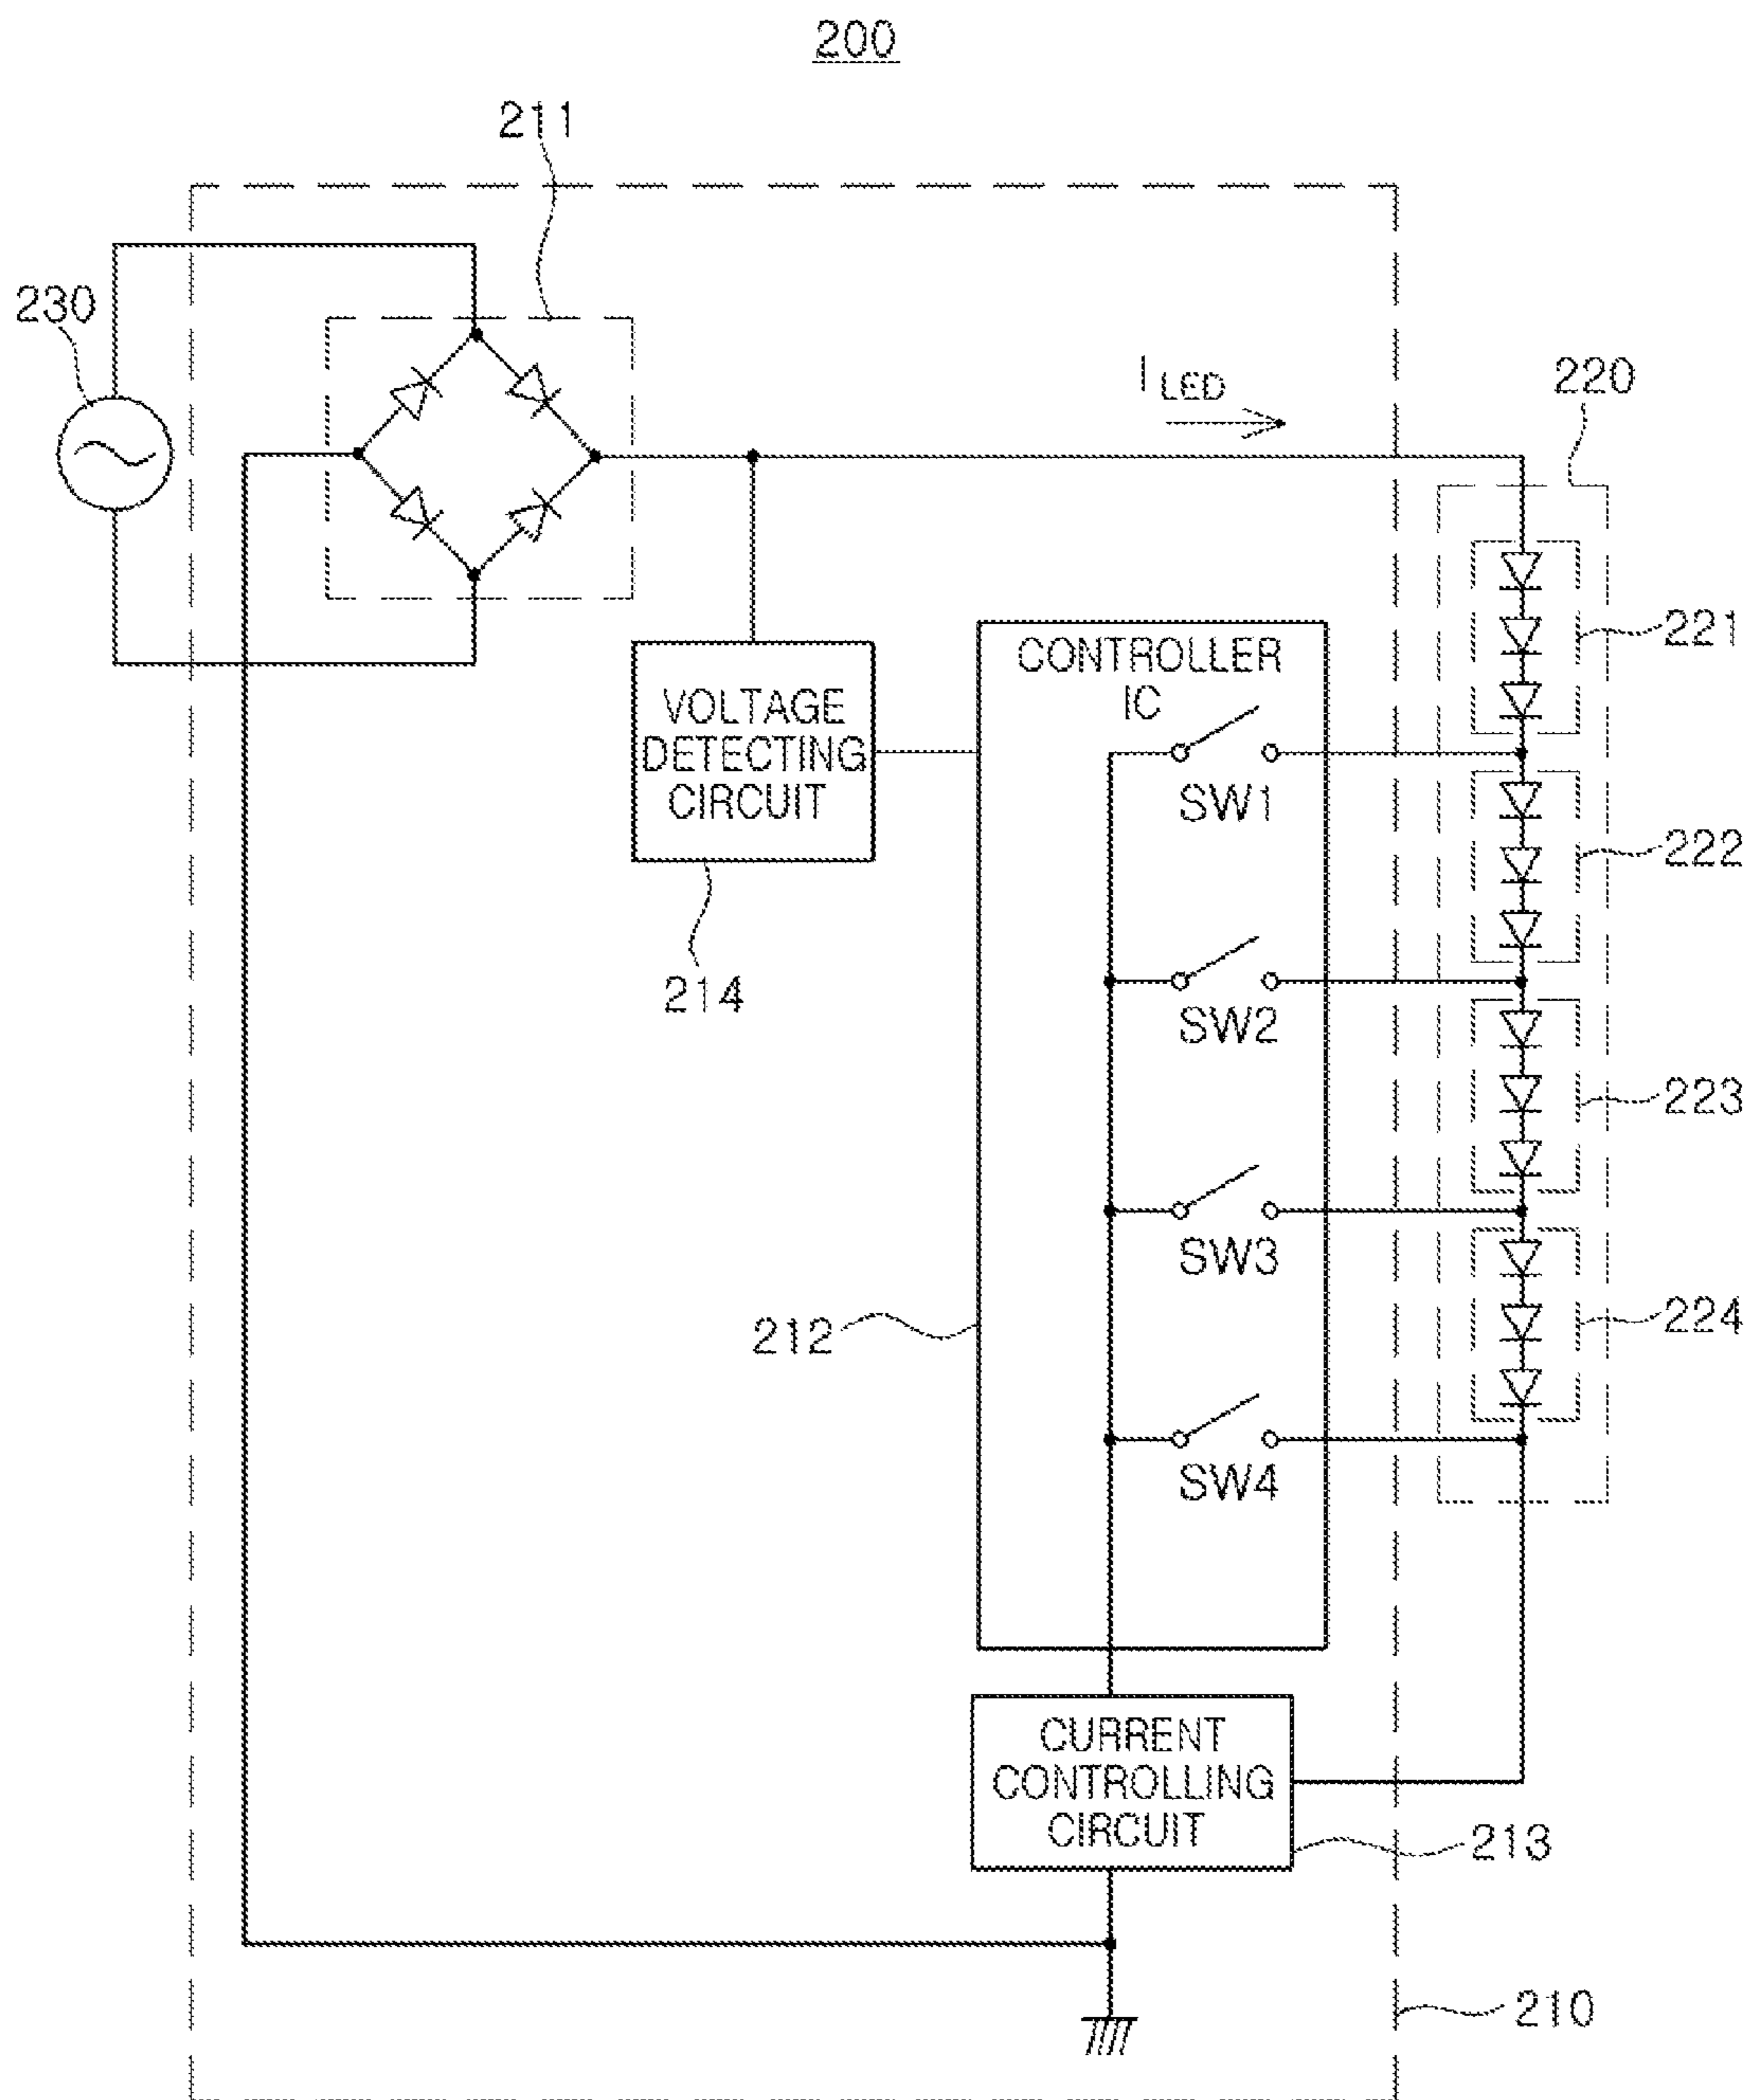 200
211
230
I LED
220
CONTROLLER
IC
221
VOLTAGE
DETECTING
CIRCUIT
SW1
222
214
SW2
223
SW3
212
224
SW4
CURRENT
CONTROLLING
CIRCUIT
213
210